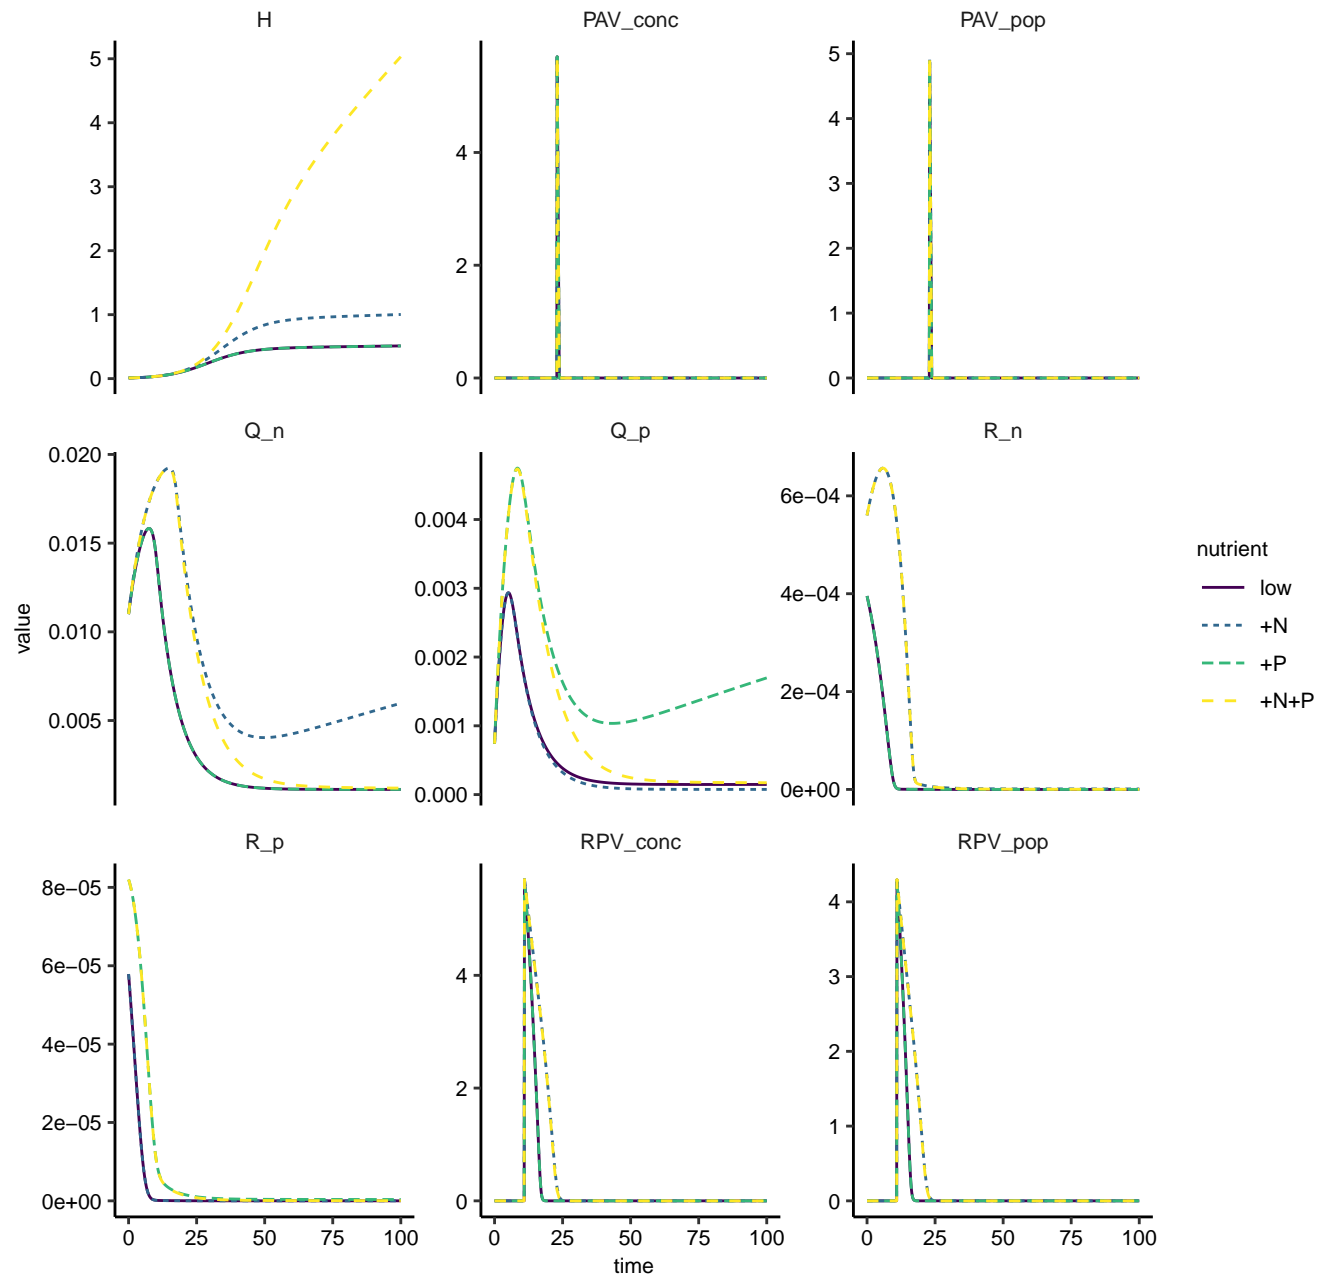 H
PAV_conc
PAV_pop
5
4
3
2
1
0
4
2
0
5
4
3
2
1
0
Q_n
Q_p
R_n
0.020
0.015
0.010
0.005
0.004
0.003
0.002
0.001
0.000
6e−04
4e−04
2e−04
0e+00
value
nutrient
low
+N
+P
+N+P
R_p
RPV_conc
RPV_pop
8e−05
6e−05
4e−05
2e−05
0e+00
4
2
0
4
3
2
1
0
0 25 50 75 100
0 25 50 75 100
0 25 50 75 100
time